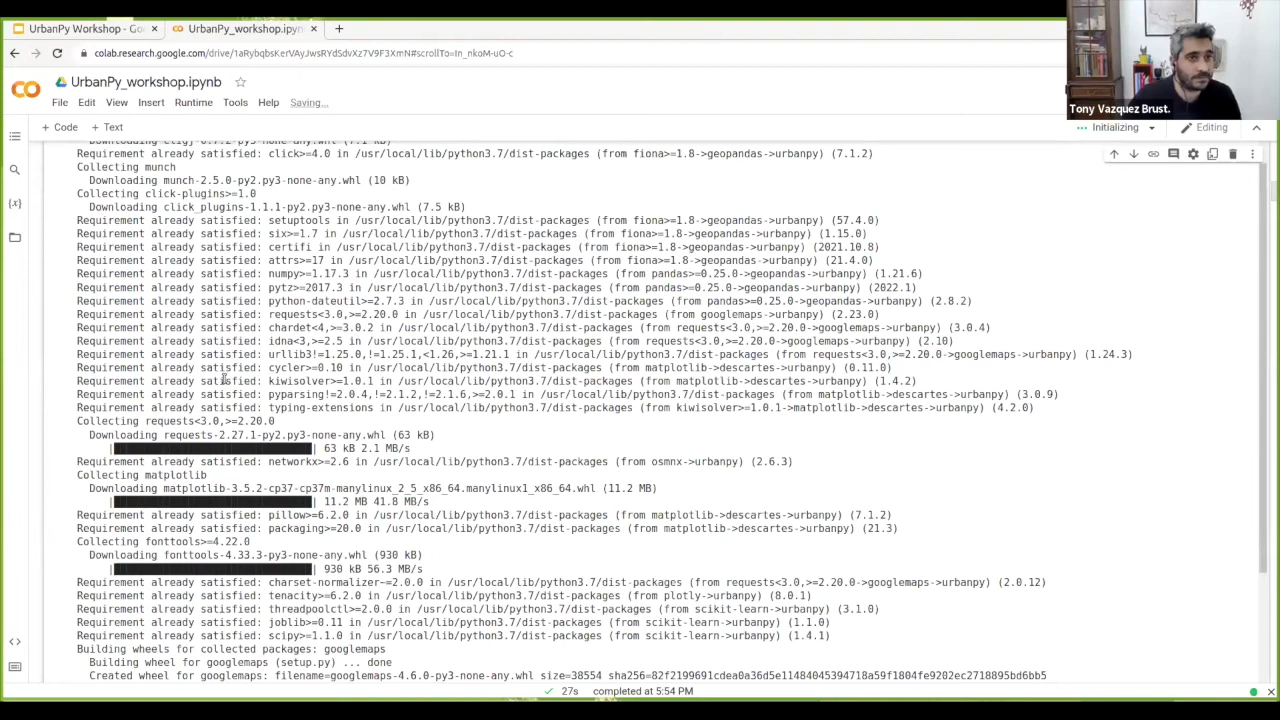 UrbanPy Workshop - Go
UrbanPy_workshop.ipyn
colab.research.google.com/drive/1aRybqbsKerVAyJwsRYdSdvXz7V9F3XmN#scrollTo=In_nkoM-uO-c
UrbanPy_workshop.ipynb
File Edit View Insert Runtime Tools Help Saving...
Tony Vazquez Brust.
+ Code + Text
Initializing
Editing
Requirement already satisfied: click>=4.0 in /usr/local/lib/python3.7/dist-packages (from fiona>=1.8->geopandas->urbanpy) (7.1.2)
Collecting munch
Downloading munch-2.5.0-py2.py3-none-any.whl (10 kB)
Collecting click-plugins>=1.0
Downloading click_plugins-1.1.1-py2.py3-none-any.whl (7.5 kB)
Requirement already satisfied: setuptools in /usr/local/lib/python3.7/dist-packages (from fiona>=1.8->geopandas->urbanpy) (57.4.0)
Requirement already satisfied: six>=1.7 in /usr/local/lib/python3.7/dist-packages (from fiona>=1.8->geopandas->urbanpy) (1.15.0)
Requirement already satisfied: certifi in /usr/local/lib/python3.7/dist-packages (from fiona>=1.8->geopandas->urbanpy) (2021.10.8)
Requirement already satisfied: attrs>=17 in /usr/local/lib/python3.7/dist-packages (from fiona>=1.8->geopandas->urbanpy) (21.4.0)
Requirement already satisfied: numpy>=1.17.3 in /usr/local/lib/python3.7/dist-packages (from pandas>=0.25.0->geopandas->urbanpy) (1.21.6)
Requirement already satisfied: pytz>=2017.3 in /usr/local/lib/python3.7/dist-packages (from pandas>=0.25.0->geopandas->urbanpy) (2022.1)
Requirement already satisfied: python-dateutil>=2.7.3 in /usr/local/lib/python3.7/dist-packages (from pandas>=0.25.0->geopandas->urbanpy) (2.8.2)
Requirement already satisfied: requests<3.0,>=2.20.0 in /usr/local/lib/python3.7/dist-packages (from googlemaps->urbanpy) (2.23.0)
Requirement already satisfied: chardet<4,>=3.0.2 in /usr/local/lib/python3.7/dist-packages (from requests<3.0,>=2.20.0->googlemaps->urbanpy) (3.0.4)
Requirement already satisfied: idna<3,>=2.5 in /usr/local/lib/python3.7/dist-packages (from requests<3.0,>=2.20.0->googlemaps->urbanpy) (2.10)
Requirement already satisfied: urllib3!=1.25.0,!=1.25.1,<1.26,>=1.21.1 in /usr/local/lib/python3.7/dist-packages (from requests<3.0,>=2.20.0->googlemaps->urbanpy) (1.24.3)
Requirement already satisfied: cycler>=0.10 in /usr/local/lib/python3.7/dist-packages (from matplotlib->descartes->urbanpy) (0.11.0)
Requirement already satisfied: kiwisolver>=1.0.1 in /usr/local/lib/python3.7/dist-packages (from matplotlib->descartes->urbanpy) (1.4.2)
Requirement already satisfied: pyparsing!=2.0.4,!=2.1.2,!=2.1.6,>=2.0.1 in /usr/local/lib/python3.7/dist-packages (from matplotlib->descartes->urbanpy) (3.0.9)
Requirement already satisfied: typing-extensions in /usr/local/lib/python3.7/dist-packages (from kiwisolver>=1.0.1->matplotlib->descartes->urbanpy) (4.2.0)
Collecting requests<3.0,>=2.20.0
Downloading requests-2.27.1-py2.py3-none-any.whl (63 kB)
63 kB 2.1 MB/s
Requirement already satisfied: networkx>=2.6 in /usr/local/lib/python3.7/dist-packages (from osmnx->urbanpy) (2.6.3)
Collecting matplotlib
Downloading matplotlib-3.5.2-cp37-cp37m-manylinux_2_5_x86_64.manylinux1_x86_64.whl (11.2 MB)
11.2 MB 41.8 MB/s
Requirement already satisfied: pillow>=6.2.0 in /usr/local/lib/python3.7/dist-packages (from matplotlib->descartes->urbanpy) (7.1.2)
Requirement already satisfied: packaging>=20.0 in /usr/local/lib/python3.7/dist-packages (from matplotlib->descartes->urbanpy) (21.3)
Collecting fonttools>=4.22.0
Downloading fonttools-4.33.3-py3-none-any.whl (930 kB)
930 kB 56.3 MB/s
Requirement already satisfied: charset-normalizer~=2.0.0 in /usr/local/lib/python3.7/dist-packages (from requests<3.0,>=2.20.0->googlemaps->urbanpy) (2.0.12)
Requirement already satisfied: tenacity>=6.2.0 in /usr/local/lib/python3.7/dist-packages (from plotly->urbanpy) (8.0.1)
Requirement already satisfied: threadpoolctl>=2.0.0 in /usr/local/lib/python3.7/dist-packages (from scikit-learn->urbanpy) (3.1.0)
Requirement already satisfied: joblib>=0.11 in /usr/local/lib/python3.7/dist-packages (from scikit-learn->urbanpy) (1.1.0)
Requirement already satisfied: scipy>=1.1.0 in /usr/local/lib/python3.7/dist-packages (from scikit-learn->urbanpy) (1.4.1)
Building wheels for collected packages: googlemaps
Building wheel for googlemaps (setup.py) ... done
Created wheel for googlemaps: filename=googlemaps-4.6.0-py3-none-any.whl size=38554 sha256=82f2199691cdea0a36d5e11484045394718a59f1804fe9202ec2718895bd6bb5
27s completed at 5:54 PM